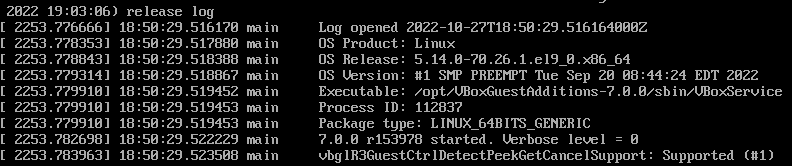 2022 19:03:06) release log
[ 2253.776666] 18:50:29.516170 main     Log opened 2022-10-27T18:50:29.516164000Z
[ 2253.778353] 18:50:29.517880 main     OS Product: Linux
[ 2253.778843] 18:50:29.518388 main     OS Release: 5.14.0-70.26.1.el9_0.x86_64
[ 2253.779314] 18:50:29.518867 main     OS Version: #1 SMP PREEMPT Tue Sep 20 08:44:24 EDT 2022
[ 2253.779910] 18:50:29.519452 main     Executable: /opt/VBoxGuestAdditions-7.0.0/sbin/VBoxService
[ 2253.779910] 18:50:29.519453 main     Process ID: 112837
[ 2253.779910] 18:50:29.519453 main     Package type: LINUX_64BITS_GENERIC
[ 2253.782698] 18:50:29.522229 main     7.0.0 r153978 started. Verbose level = 0
[ 2253.783963] 18:50:29.523508 main     vbglR3GuestCtrlDetectPeekGetCancelSupport: Supported (#1)